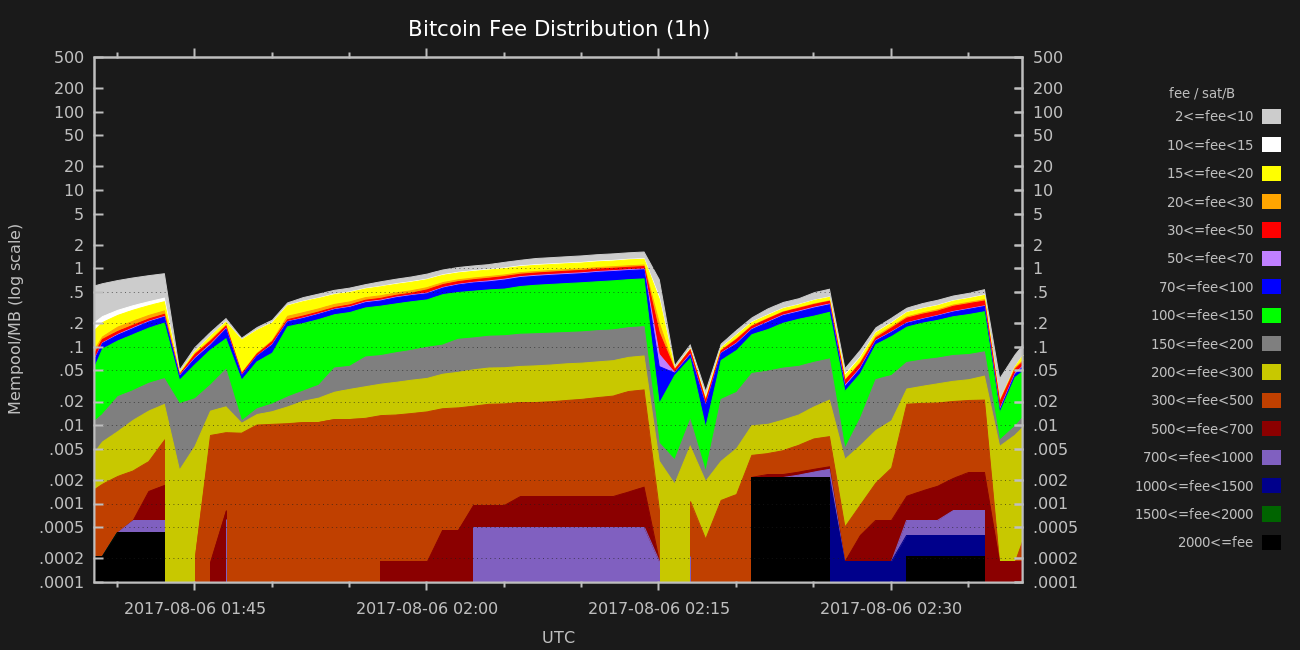 Bitcoin Fee Distribution (1h)
Mempool/MB (log scale)
500
200
100
50
20
10
5
2
1
.5
.2
.1
.05
.02
.01
.005
.002
.001
.0005
.0002
.0001
500
200
100
50
20
10
5
2
1
.5
.2
.1
.05
.02
.01
.005
.002
.001
.0005
.0002
.0001
2017-08-06 01:45 2017-08-06 02:00 2017-08-06 02:15 2017-08-06 02:30
UTC
fee / sat/B
2<=fee<10
10<=fee<15
15<=fee<20
20<=fee<30
30<=fee<50
50<=fee<70
70<=fee<100
100<=fee<150
150<=fee<200
200<=fee<300
300<=fee<500
500<=fee<700
700<=fee<1000
1000<=fee<1500
1500<=fee<2000
2000<=fee